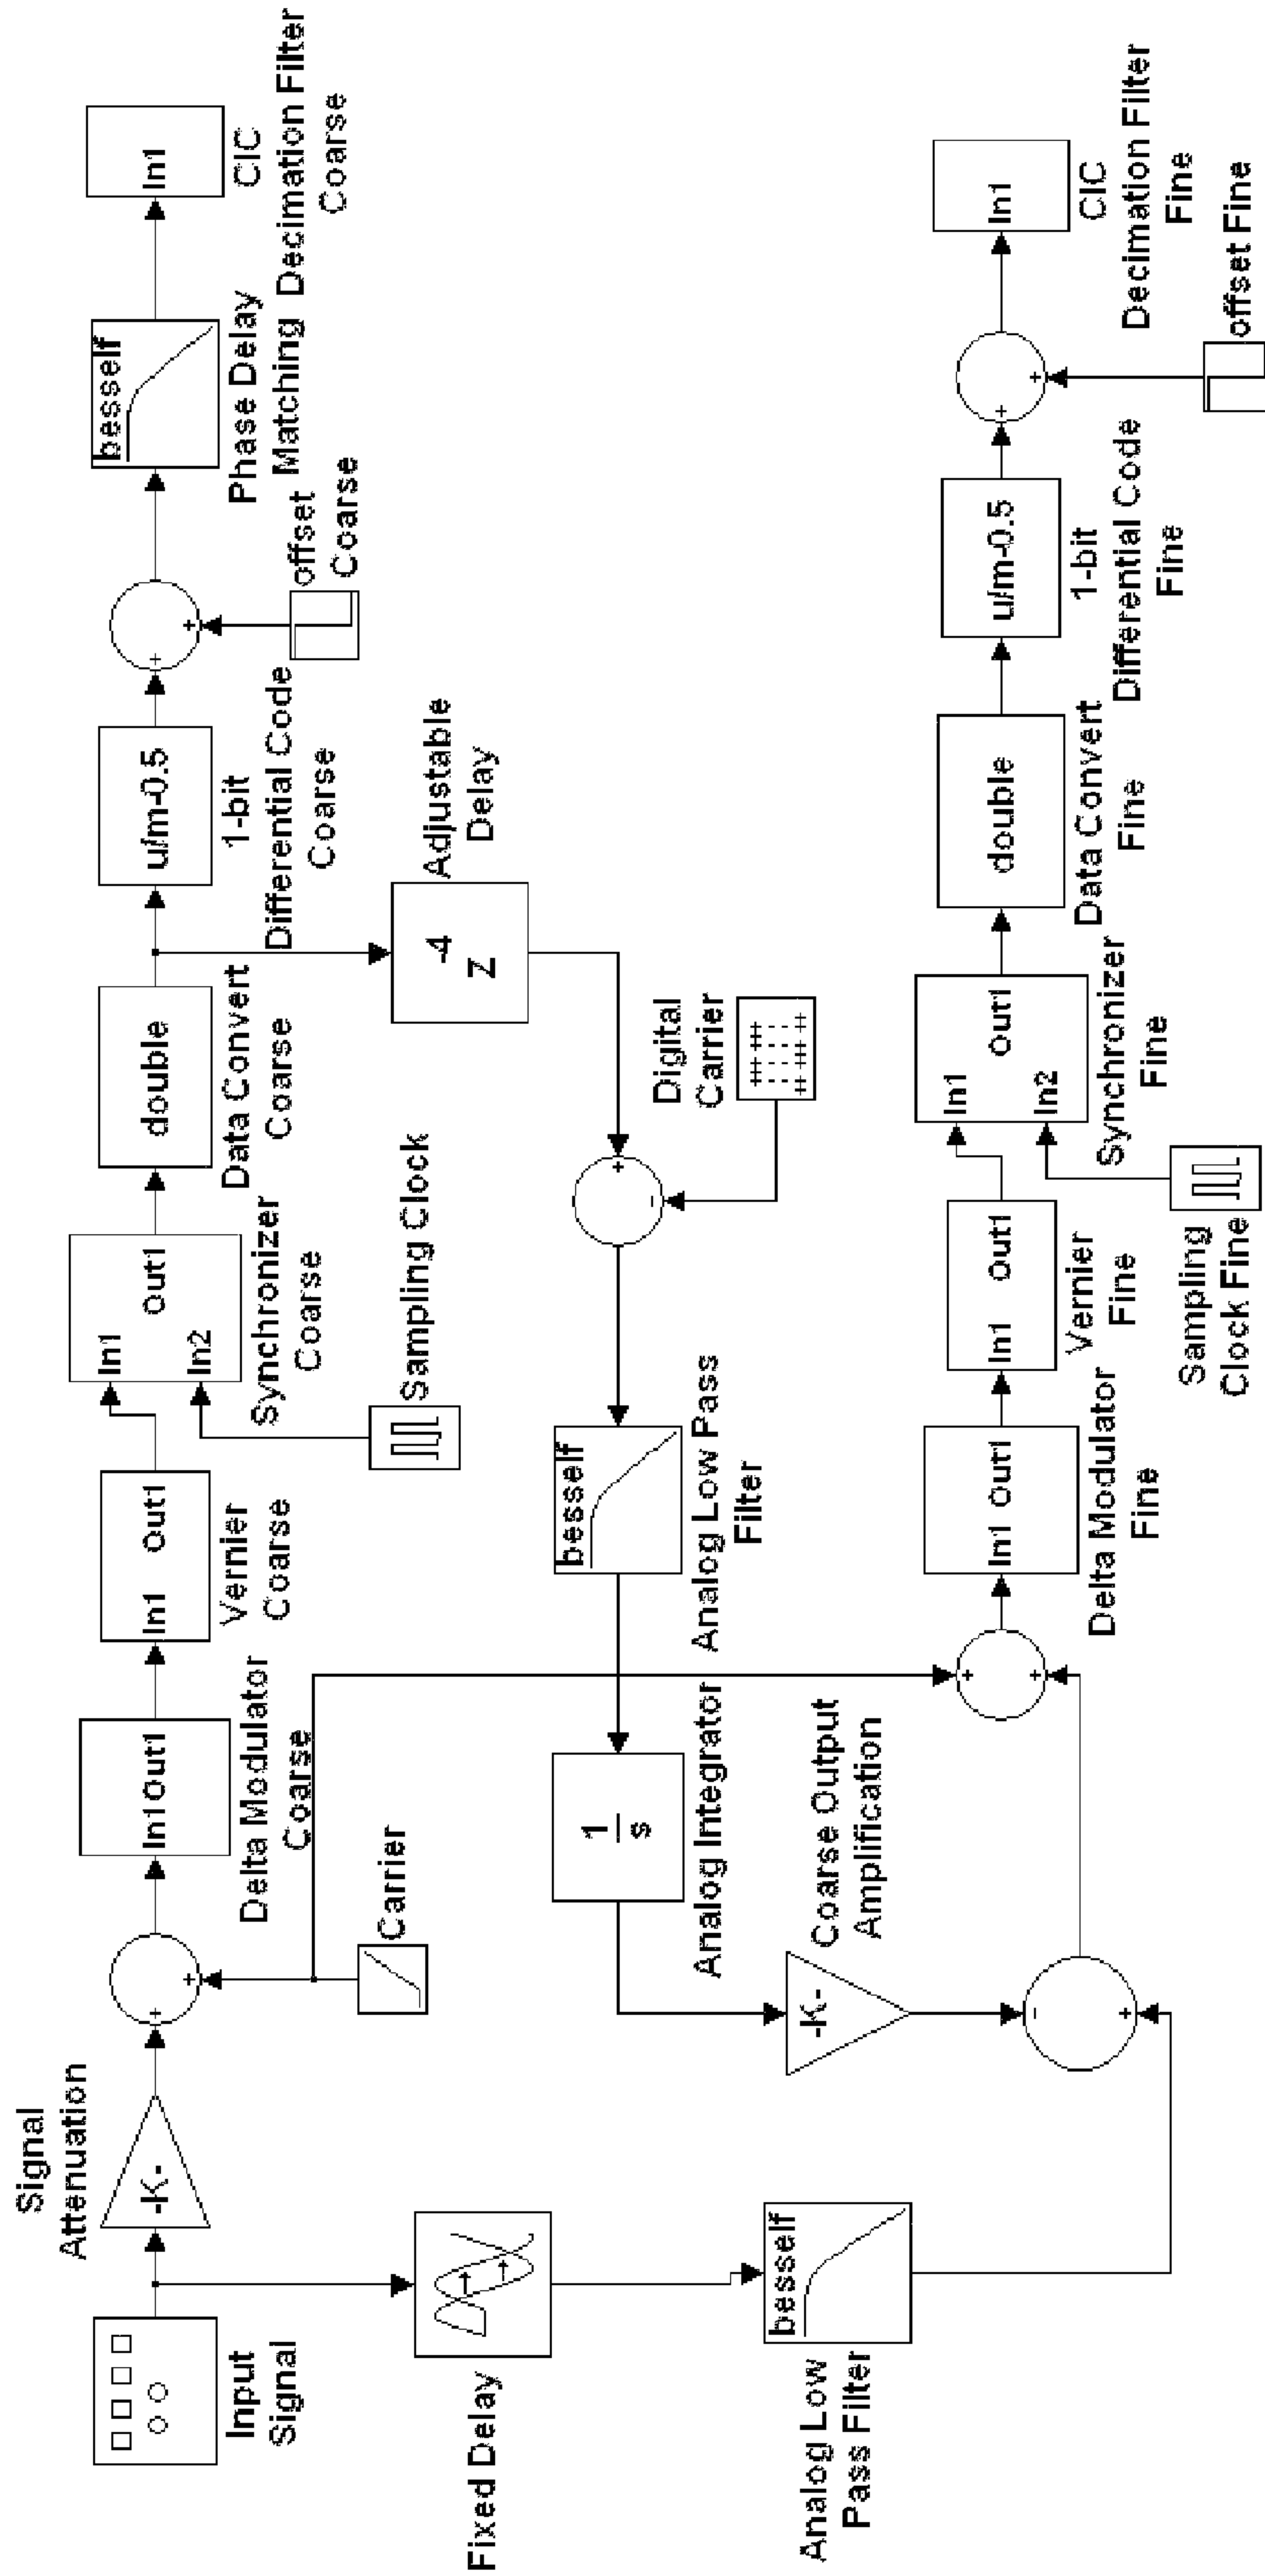 Signal
Attenuation
-K-
Input
Signal
+
+
In1Out1
Delta Modulator
Coarse
Carrier
In1 Out1
Vernier
Coarse
In1
In2
Out1
Synchronizer
Coarse
Sampling Clock
double
Data Convert
Coarse
u/m-0.5
1-bit
Differential Code
Coarse
+
+
offset
Coarse
besself
Phase Delay
Matching
In1
CIC
Decimation Filter
Coarse
Fixed Delay
besself
Analog Low
Pass Filter
-4
Z
Adjustable
Delay
Digital
Carrier
++ ++ ++ ++
- - - -
+
-
besself
Analog Low Pass
Filter
1
s
Analog Integrator
-K-
Coarse Output
Amplification
-
+
+
+
In1 Out1
Delta Modulator
Fine
In1 Out1
Vernier
Fine
In1
In2
Out1
Synchronizer
Fine
Sampling
Clock Fine
double
Data Convert
Fine
u/m-0.5
1-bit
Differential Code
Fine
+
+
offset Fine
In1
CIC
Decimation Filter
Fine